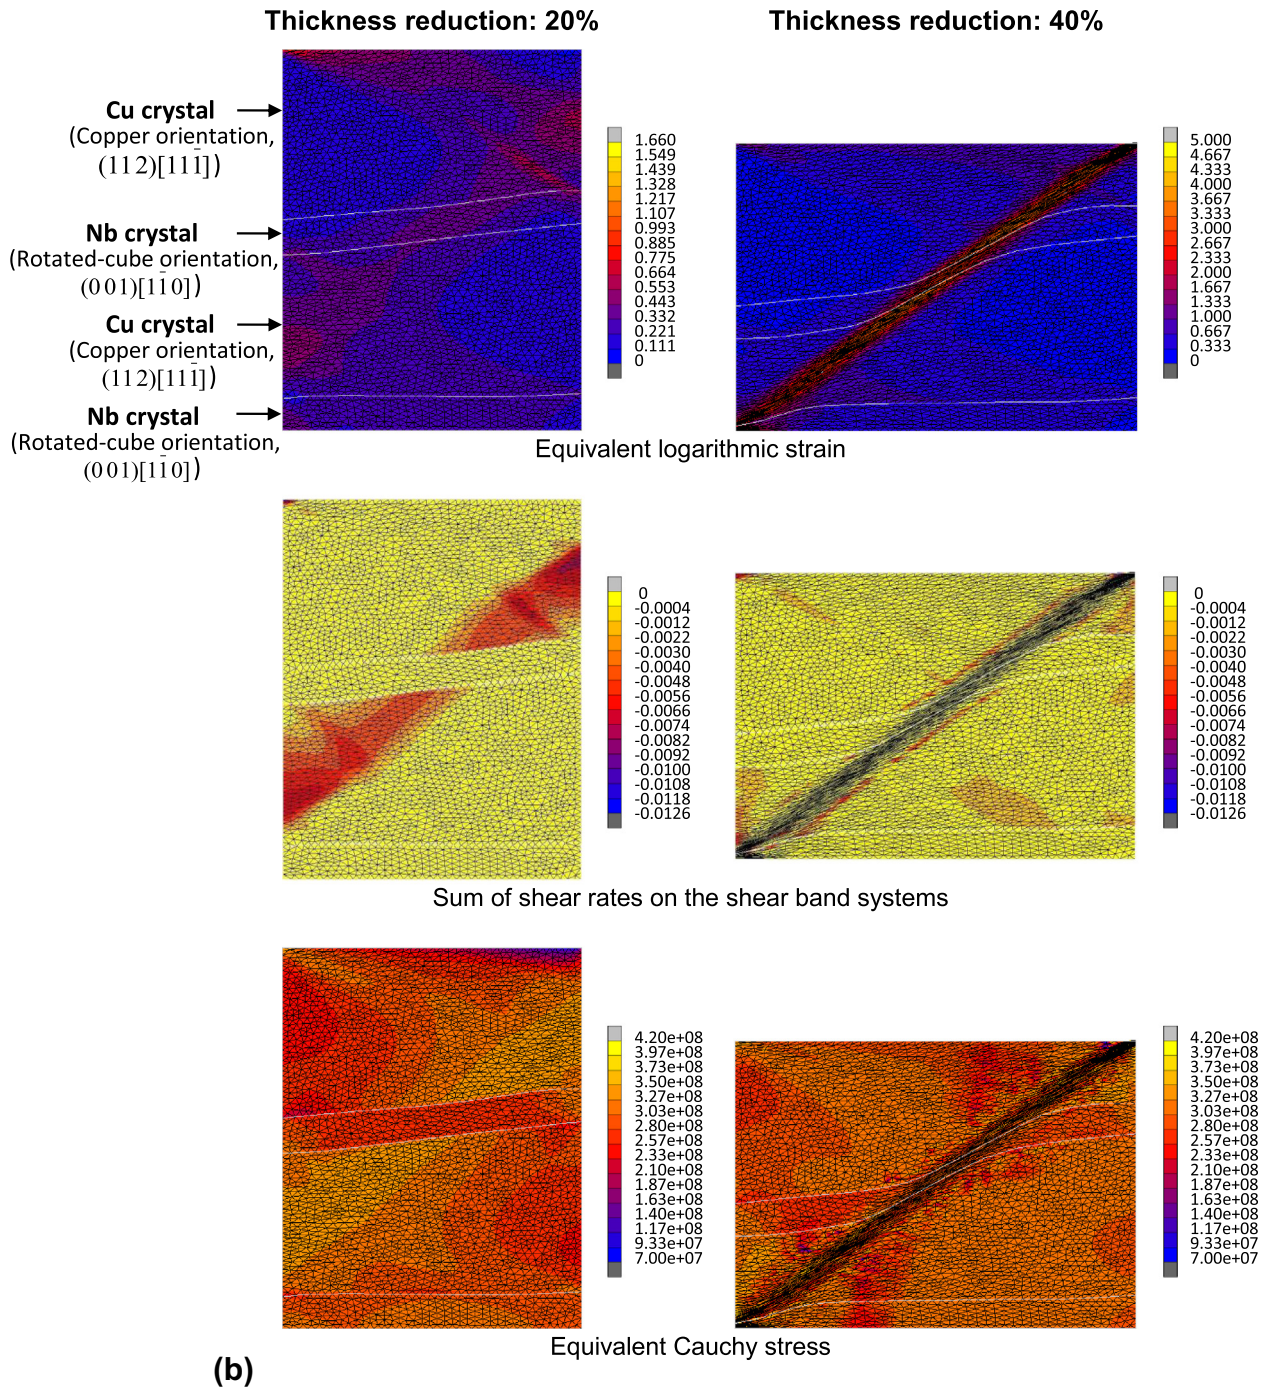 Thickness reduction: 20%
Thickness reduction: 40%
Cu crystal
(Copper orientation,
(11 2)[111̄])
Nb crystal
(Rotated-cube orientation,
(0 01)[11̄0])
Cu crystal
(Copper orientation,
(11 2)[111̄])
Nb crystal
(Rotated-cube orientation,
(0 01)[11̄0])
1.660
1.549
1.439
1.328
1.217
1.107
0.993
0.885
0.775
0.664
0.553
0.443
0.332
0.221
0.111
0
5.000
4.667
4.333
4.000
3.667
3.333
3.000
2.667
2.333
2.000
1.667
1.333
1.000
0.667
0.333
0
Equivalent logarithmic strain
0
-0.0004
-0.0012
-0.0022
-0.0030
-0.0040
-0.0048
-0.0056
-0.0066
-0.0074
-0.0082
-0.0092
-0.0100
-0.0108
-0.0118
-0.0126
0
-0.0004
-0.0012
-0.0022
-0.0030
-0.0040
-0.0048
-0.0056
-0.0066
-0.0074
-0.0082
-0.0092
-0.0100
-0.0108
-0.0118
-0.0126
Sum of shear rates on the shear band systems
4.20e+08
3.97e+08
3.73e+08
3.50e+08
3.27e+08
3.03e+08
2.80e+08
2.57e+08
2.33e+08
2.10e+08
1.87e+08
1.63e+08
1.40e+08
1.17e+08
9.33e+07
7.00e+07
4.20e+08
3.97e+08
3.73e+08
3.50e+08
3.27e+08
3.03e+08
2.80e+08
2.57e+08
2.33e+08
2.10e+08
1.87e+08
1.63e+08
1.40e+08
1.17e+08
9.33e+07
7.00e+07
Equivalent Cauchy stress
(b)